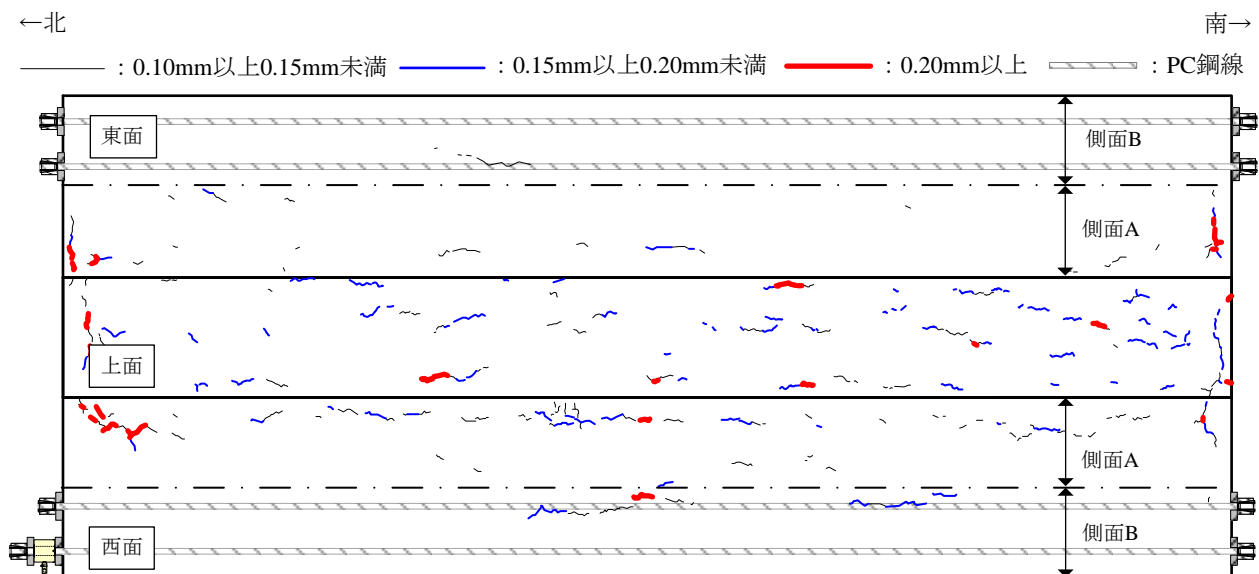 ←北
南→
：0.10mm以上0.15mm未満
：0.15mm以上0.20mm未満
：0.20mm以上
：PC鋼線
東面
側面B
側面A
上面
側面A
西面
側面B